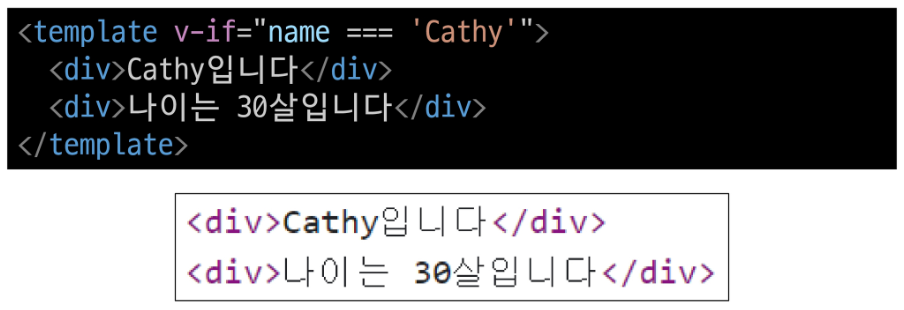 <template v-if="name === 'Cathy'">
<div>Cathy입니다</div>
<div>나이는 30살입니다</div>
</template>
<div>Cathy입니다</div>
<div>나이는 30살입니다</div>